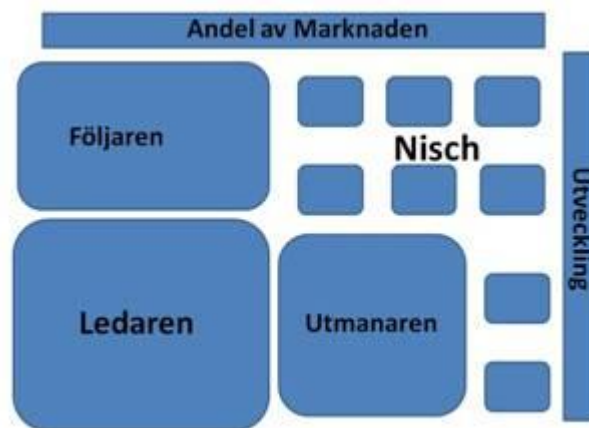 Andel av Marknaden
Följaren
Nisch
Utveckling
Ledaren
Utmanaren